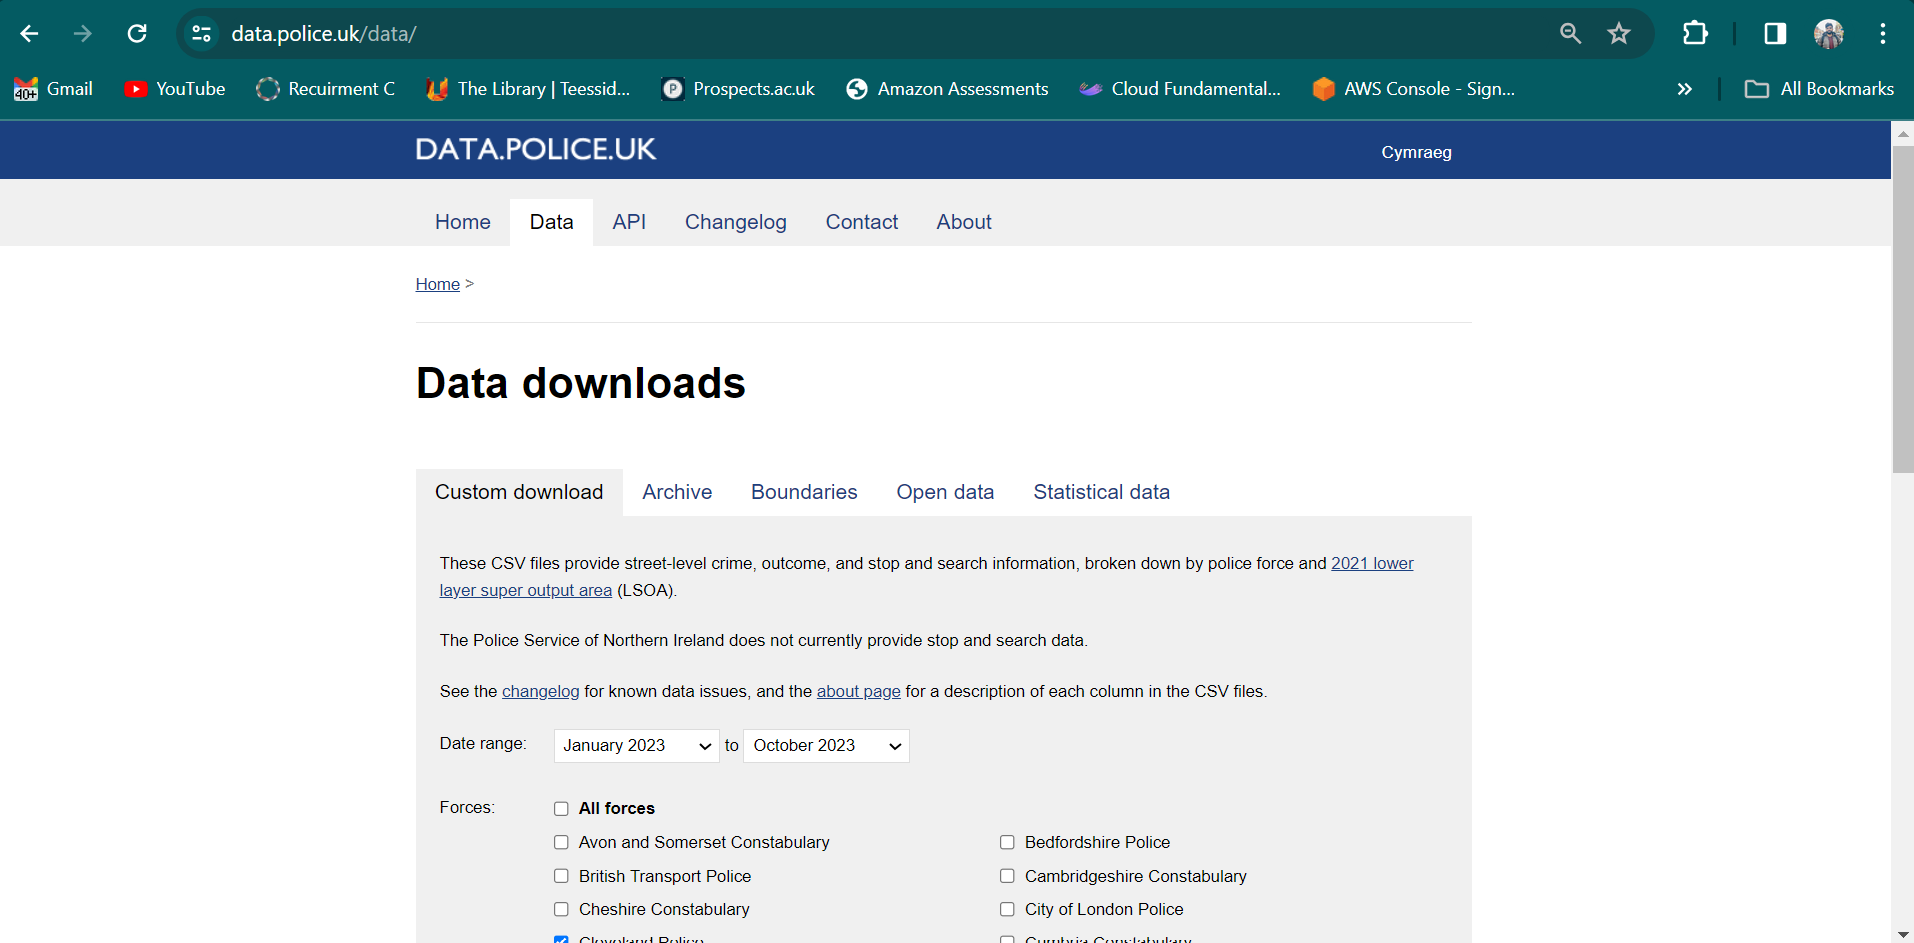 data.police.uk/data/
40+ Gmail YouTube Recuirment C The Library | Teessid... P Prospects.ac.uk Amazon Assessments Cloud Fundamental... AWS Console - Sign... » All Bookmarks
DATA.POLICE.UK Cymraeg
Home Data API Changelog Contact About
Home >
Data downloads
Custom download Archive Boundaries Open data Statistical data
These CSV files provide street-level crime, outcome, and stop and search information, broken down by police force and 2021 lower
layer super output area (LSOA).
The Police Service of Northern Ireland does not currently provide stop and search data.
See the changelog for known data issues, and the about page for a description of each column in the CSV files.
Date range: January 2023 to October 2023
Forces: All forces
Avon and Somerset Constabulary Bedfordshire Police
British Transport Police Cambridgeshire Constabulary
Cheshire Constabulary City of London Police
Cleveland Police Cumbria Constabulary